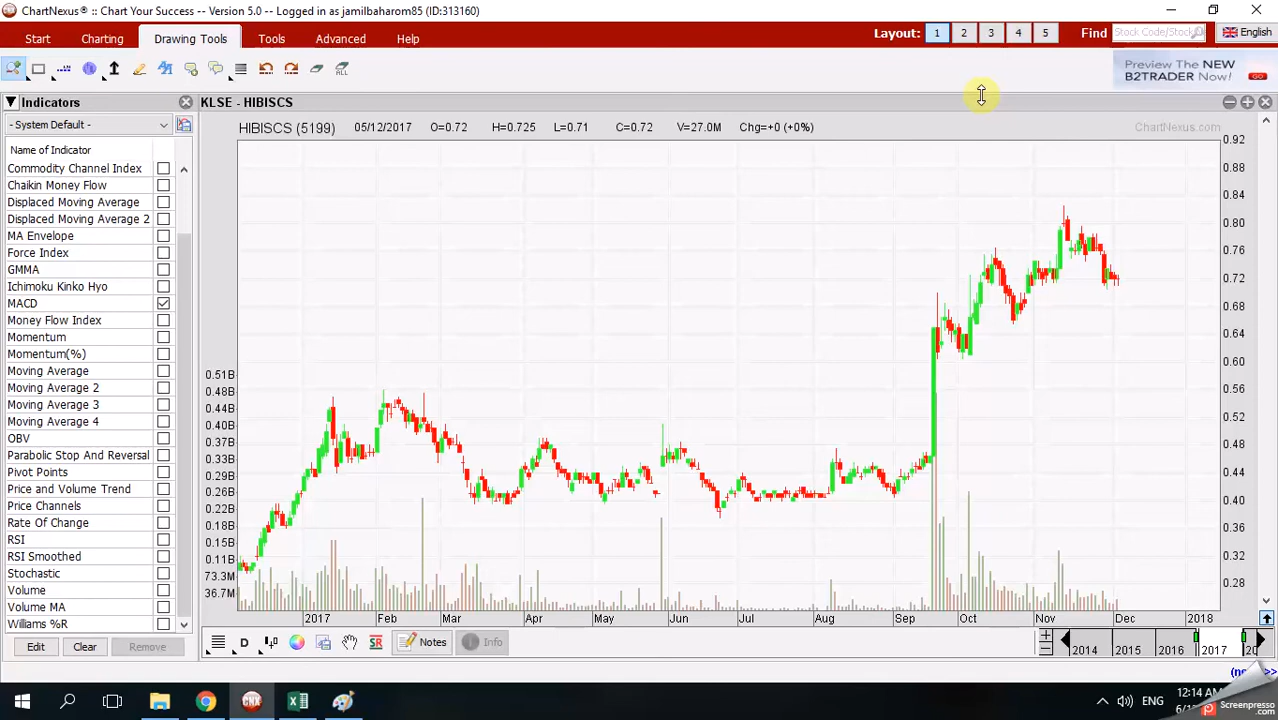 ChartNexus® :: Chart Your Success - Version 5.0 -- Logged in as jamilbaharom85 (ID:313160)
Start Charting Drawing Tools Tools Advanced Help Layout: 1 2 3 4 5 Find Stock Code/Stock English
ALL
Preview The NEW
B2TRADER Now! GO
Indicators
KLSE - HIBISCS
- System Default -
HIBISCS (5199) 05/12/2017 O=0.72 H=0.725 L=0.71 C=0.72 V=27.0M Chg=+0 (+0%) ChartNexus.com
Name of Indicator
Commodity Channel Index
Chaikin Money Flow
Displaced Moving Average
Displaced Moving Average 2
MA Envelope
Force Index
GMMA
Ichimoku Kinko Hyo
MACD
Money Flow Index
Momentum
Momentum(%)
Moving Average
Moving Average 2
Moving Average 3
Moving Average 4
OBV
Parabolic Stop And Reversal
Pivot Points
Price and Volume Trend
Price Channels
Rate Of Change
RSI
RSI Smoothed
Stochastic
Volume
Volume MA
Williams %R
Edit Clear Remove
0.51B
0.48B
0.44B
0.40B
0.37B
0.33B
0.29B
0.26B
0.22B
0.18B
0.15B
0.11B
73.3M
36.7M
0.92
0.88
0.84
0.80
0.76
0.72
0.68
0.64
0.60
0.56
0.52
0.48
0.44
0.40
0.36
0.32
0.28
2017 Feb Mar Apr May Jun Jul Aug Sep Oct Nov Dec 2018
D SR Notes Info
2014 2015 2016 2017 20
CNX
ENG
12:14 AM
Screenpresso
.com